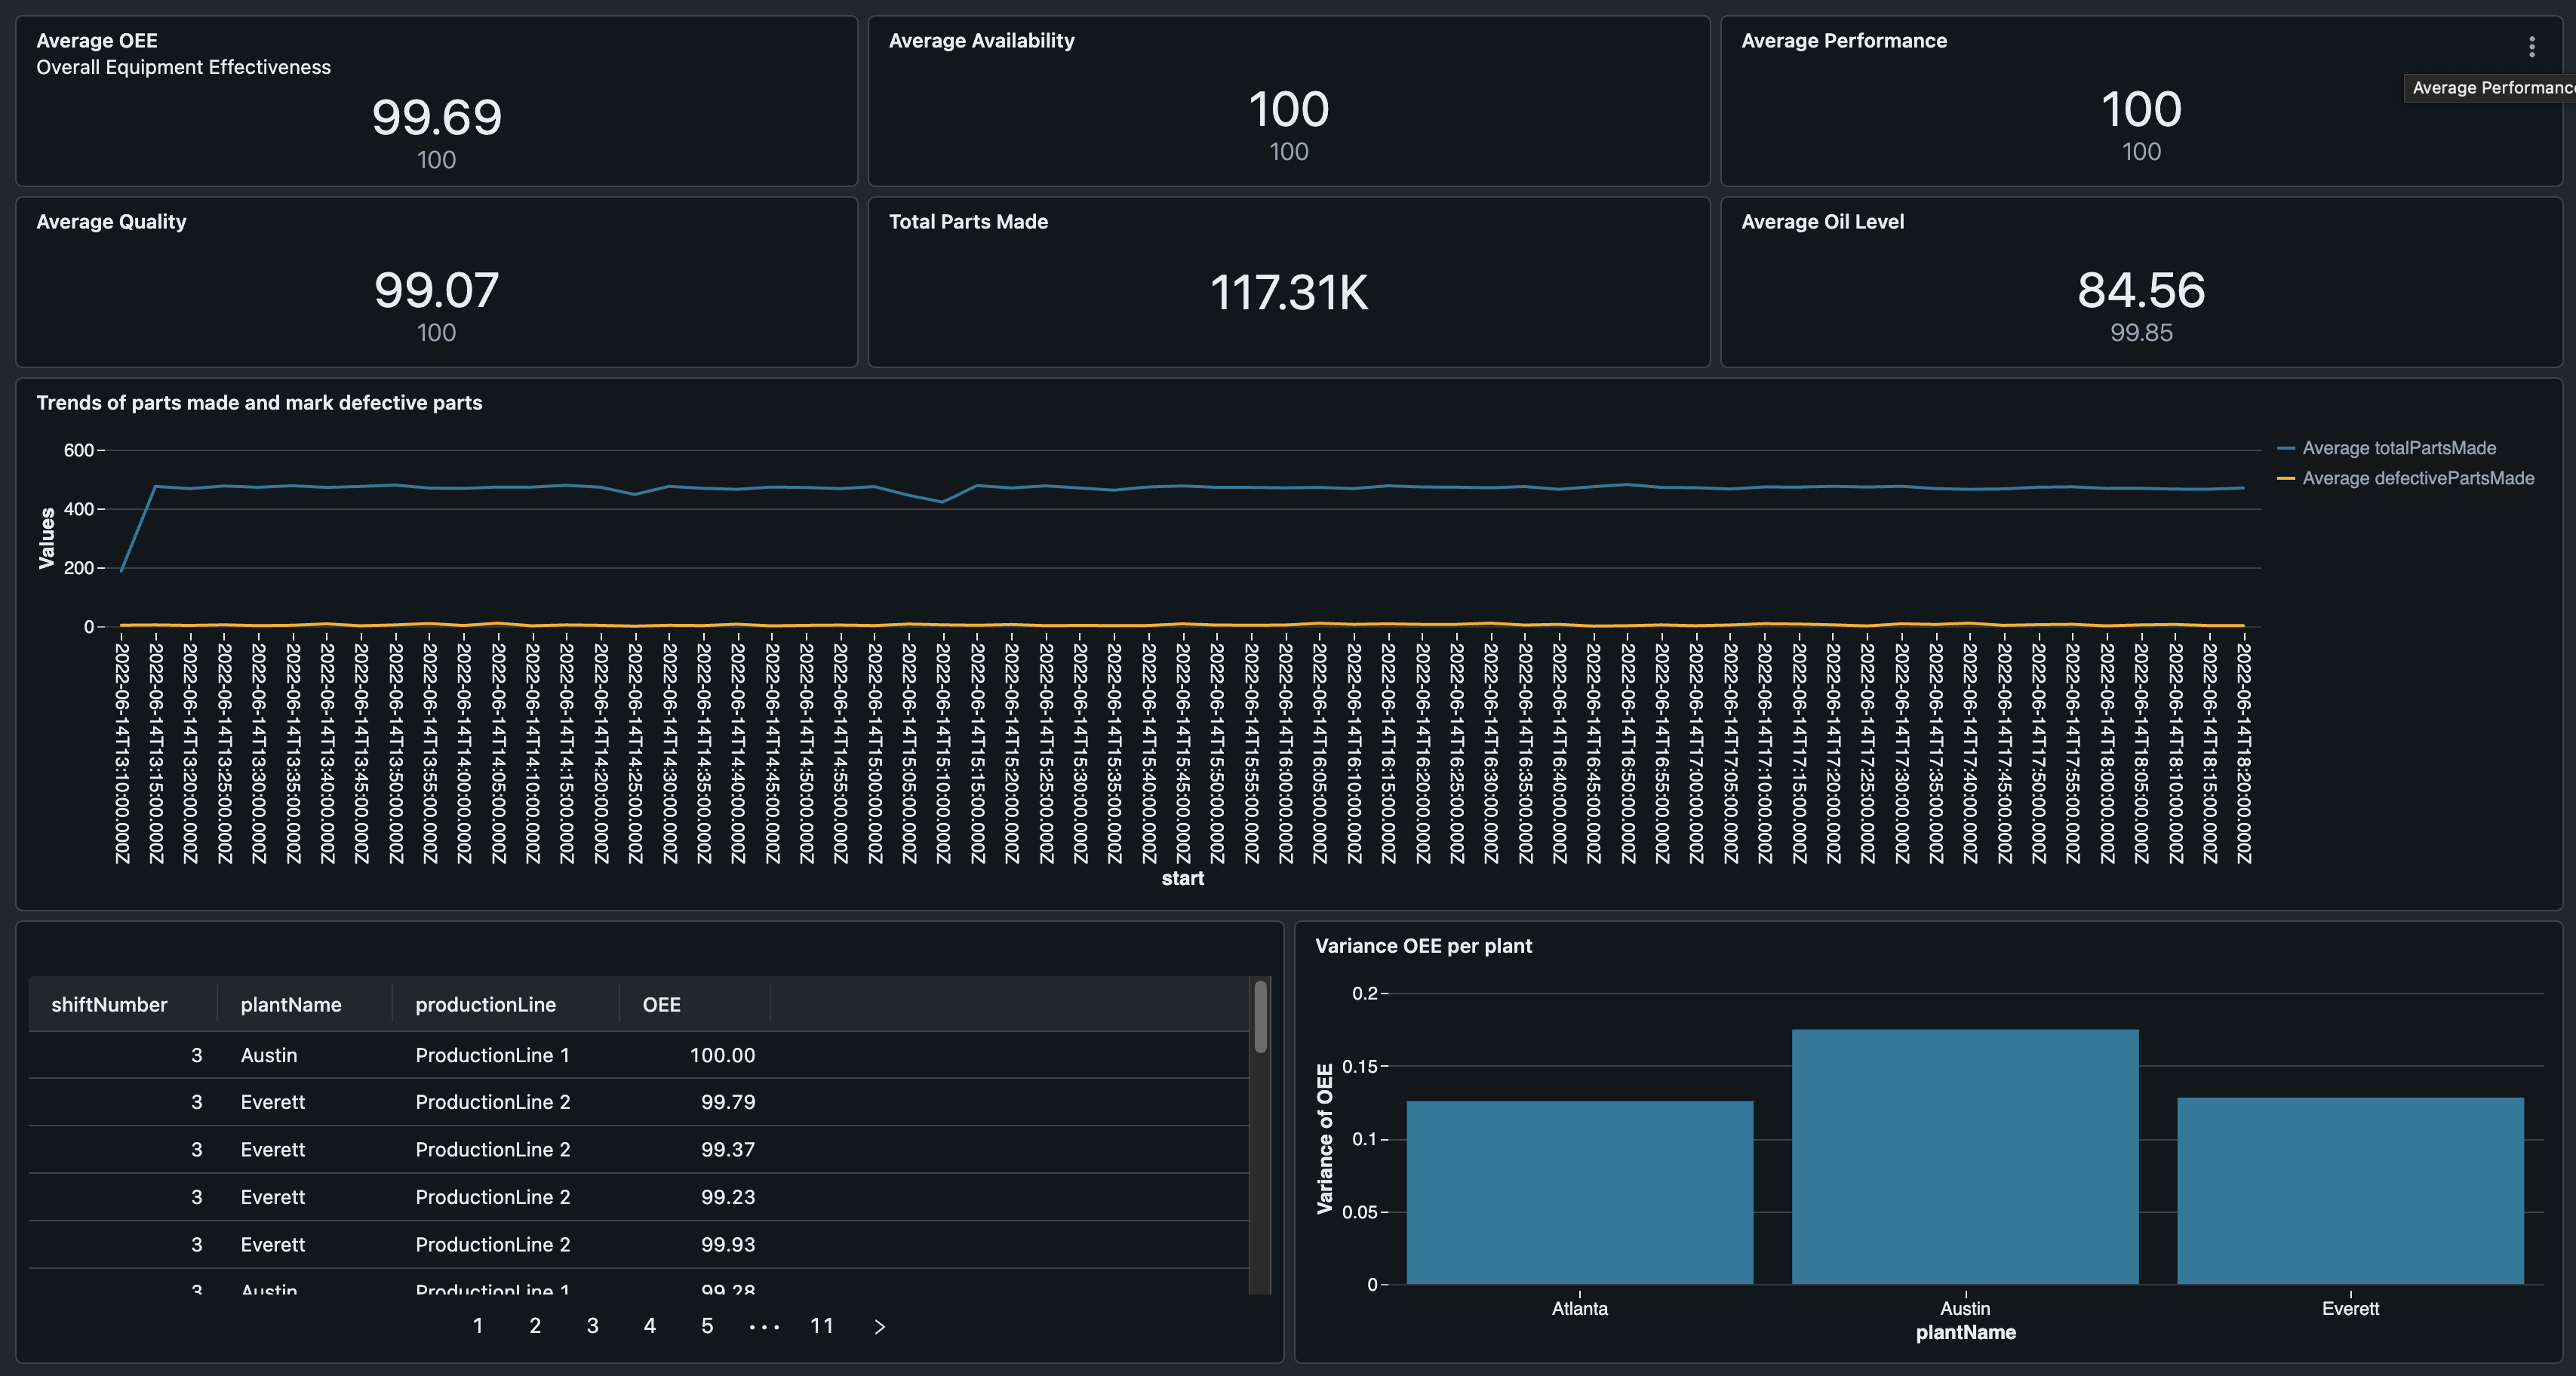 Average OEE
Overall Equipment Effectiveness
99.69
100
Average Availability
100
100
Average Performance
Average Performance
100
100
Average Quality
99.07
100
Total Parts Made
117.31K
Average Oil Level
84.56
99.85
Trends of parts made and mark defective parts
600
400
200
0
Values
Average totalPartsMade
Average defectivePartsMade
2022-06-14T13:10:00.000Z
2022-06-14T13:15:00.000Z
2022-06-14T13:20:00.000Z
2022-06-14T13:25:00.000Z
2022-06-14T13:30:00.000Z
2022-06-14T13:35:00.000Z
2022-06-14T13:40:00.000Z
2022-06-14T13:45:00.000Z
2022-06-14T13:50:00.000Z
2022-06-14T13:55:00.000Z
2022-06-14T14:00:00.000Z
2022-06-14T14:05:00.000Z
2022-06-14T14:10:00.000Z
2022-06-14T14:15:00.000Z
2022-06-14T14:20:00.000Z
2022-06-14T14:25:00.000Z
2022-06-14T14:30:00.000Z
2022-06-14T14:35:00.000Z
2022-06-14T14:40:00.000Z
2022-06-14T14:45:00.000Z
2022-06-14T14:50:00.000Z
2022-06-14T14:55:00.000Z
2022-06-14T15:00:00.000Z
2022-06-14T15:05:00.000Z
2022-06-14T15:10:00.000Z
2022-06-14T15:15:00.000Z
2022-06-14T15:20:00.000Z
2022-06-14T15:25:00.000Z
2022-06-14T15:30:00.000Z
2022-06-14T15:35:00.000Z
2022-06-14T15:40:00.000Z
2022-06-14T15:45:00.000Z
2022-06-14T15:50:00.000Z
2022-06-14T15:55:00.000Z
2022-06-14T16:00:00.000Z
2022-06-14T16:05:00.000Z
2022-06-14T16:10:00.000Z
2022-06-14T16:15:00.000Z
2022-06-14T16:20:00.000Z
2022-06-14T16:25:00.000Z
2022-06-14T16:30:00.000Z
2022-06-14T16:35:00.000Z
2022-06-14T16:40:00.000Z
2022-06-14T16:45:00.000Z
2022-06-14T16:50:00.000Z
2022-06-14T16:55:00.000Z
2022-06-14T17:00:00.000Z
2022-06-14T17:05:00.000Z
2022-06-14T17:10:00.000Z
2022-06-14T17:15:00.000Z
2022-06-14T17:20:00.000Z
2022-06-14T17:25:00.000Z
2022-06-14T17:30:00.000Z
2022-06-14T17:35:00.000Z
2022-06-14T17:40:00.000Z
2022-06-14T17:45:00.000Z
2022-06-14T17:50:00.000Z
2022-06-14T17:55:00.000Z
2022-06-14T18:00:00.000Z
2022-06-14T18:05:00.000Z
2022-06-14T18:10:00.000Z
2022-06-14T18:15:00.000Z
2022-06-14T18:20:00.000Z
start
shiftNumber plantName productionLine OEE
3 Austin ProductionLine 1 100.00
3 Everett ProductionLine 2 99.79
3 Everett ProductionLine 2 99.37
3 Everett ProductionLine 2 99.23
3 Everett ProductionLine 2 99.93
3 Austin ProductionLine 1 99.28
1 2 3 4 5 ··· 11 >
Variance OEE per plant
0.2
0.15
0.1
0.05
0
Variance of OEE
Atlanta Austin Everett
plantName